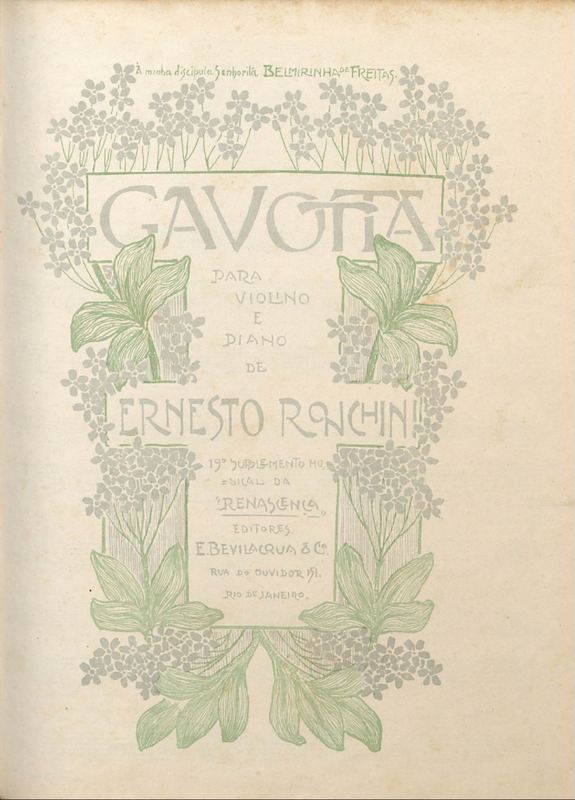 À minha discipula Senhorita BELMIRINHA DE FREITAS.
GAVOTTA
PARA
VIOLINO
E
PIANO
DE
ERNESTO RONCHINI
19º SUPLEMENTO MU-
SICAL DA
"RENASCENÇA"
EDITORES
E. BEVILACQUA & Co.
RUA DO OUVIDOR 151.
RIO DE JANEIRO.